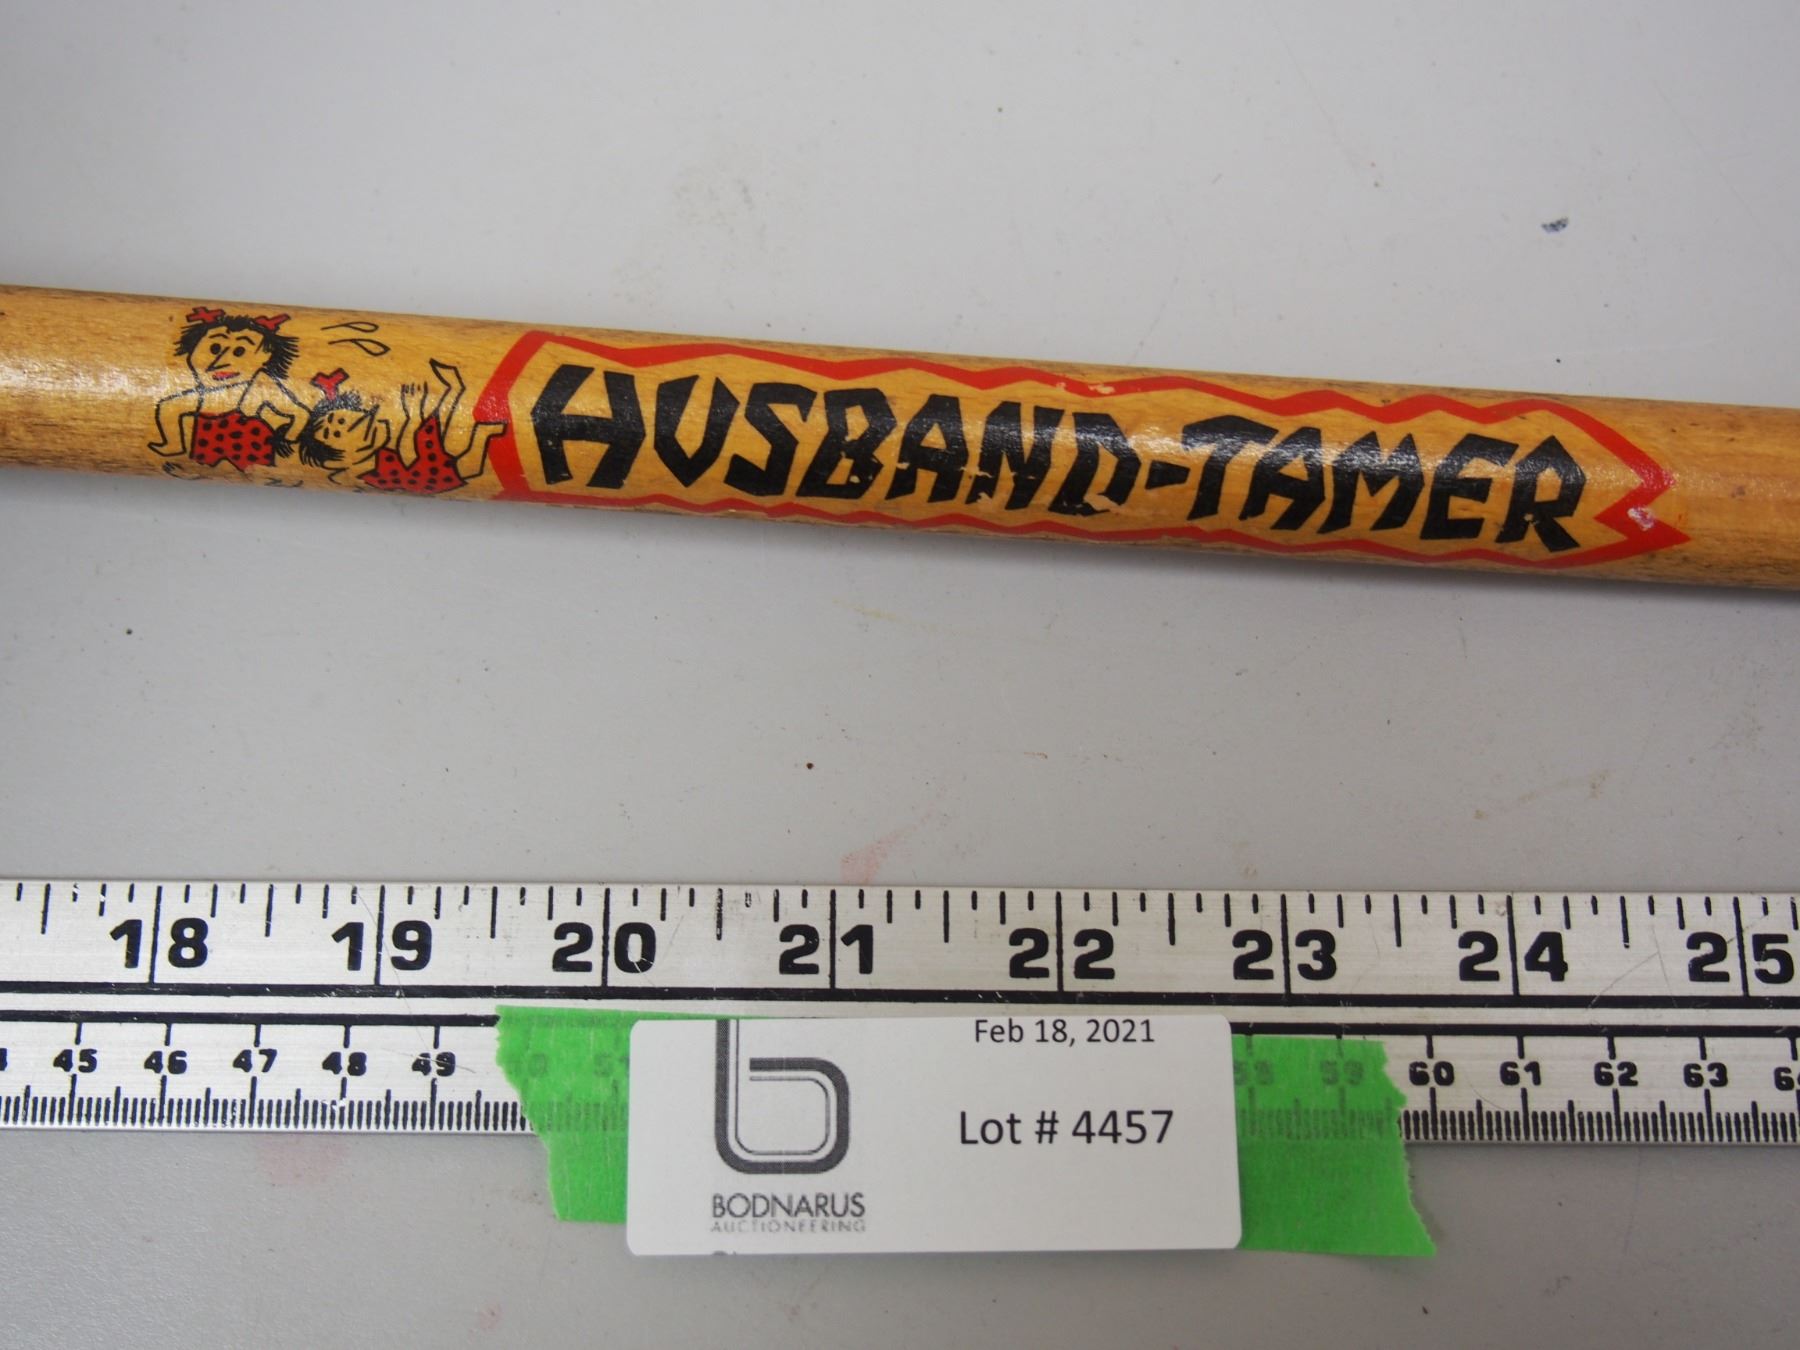 HUSBAND-TAMER
18 19 20 21 22 23 24 25
45 46 47 48 49 59 60 61 62 63
Feb 18, 2021
Lot # 4457
BODNARUS
AUCTIONEERING